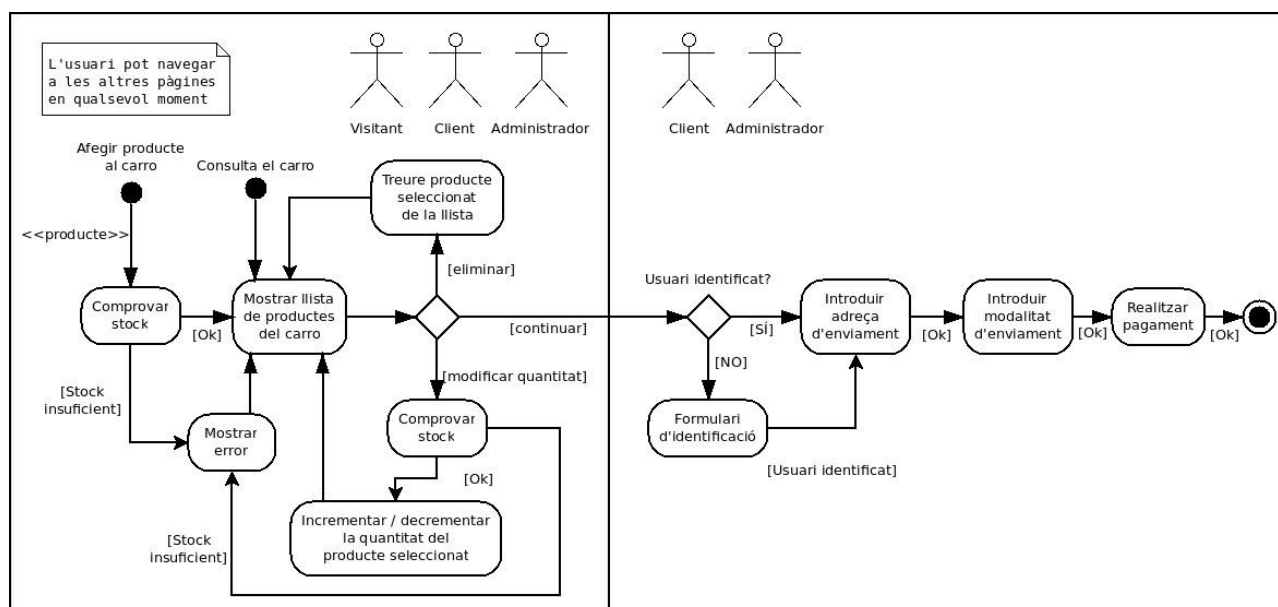 L'usuari pot navegar
a les altres pàgines
en qualsevol moment
Visitant
Client
Administrador
Client
Administrador
Afegir producte
al carro
Consulta el carro
Treure producte
seleccionat
de la llista
<<producte>>
[eliminar]
Usuari identificat?
Comprovar
stock
[Ok]
Mostrar llista
de productes
del carro
[continuar]
[SÍ]
Introduir
adreça
d'enviament
[Ok]
Introduir
modalitat
d'enviament
[Ok]
Realitzar
pagament
[Ok]
[NO]
[modificar quantitat]
[Stock
insuficient]
Mostrar
error
Comprovar
stock
Formulari
d'identificació
[Usuari identificat]
[Ok]
Incrementar / decrementar
la quantitat del
producte seleccionat
[Stock
insuficient]